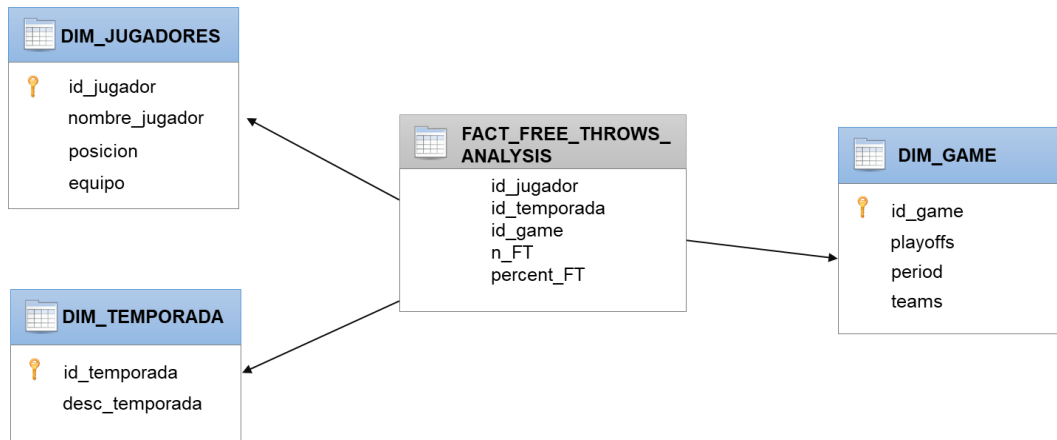 DIM_JUGADORES
id_jugador
nombre_jugador
posicion
equipo
DIM_TEMPORADA
id_temporada
desc_temporada
FACT_FREE_THROWS_
ANALYSIS
id_jugador
id_temporada
id_game
n_FT
percent_FT
DIM_GAME
id_game
playoffs
period
teams